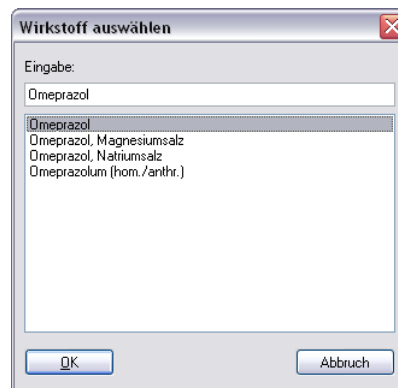 Wirkstoff auswählen
Eingabe:
Omeprazol
Omeprazol
Omeprazol, Magnesiumsalz
Omeprazol, Natriumsalz
Omeprazolum (hom./anthr.)
OK
Abbruch